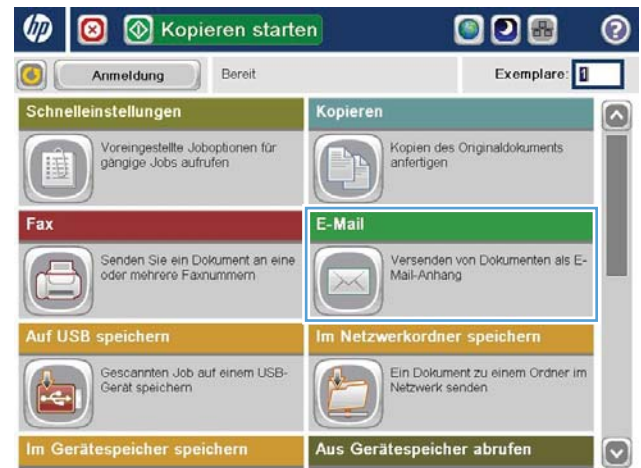 hp
Kopieren starten
?
Anmeldung
Bereit
Exemplare: 1
Schnelleinstellungen
Voreingestellte Joboptionen für
gängige Jobs aufrufen
Kopieren
Kopien des Originaldokuments
anfertigen
Fax
Senden Sie ein Dokument an eine
oder mehrere Faxnummern
E-Mail
Versenden von Dokumenten als E-
Mail-Anhang
Auf USB speichern
Gescannten Job auf einem USB-
Gerät speichern
Im Netzwerkordner speichern
Ein Dokument zu einem Ordner im
Netzwerk senden
Im Gerätespeicher speichern
Aus Gerätespeicher abrufen